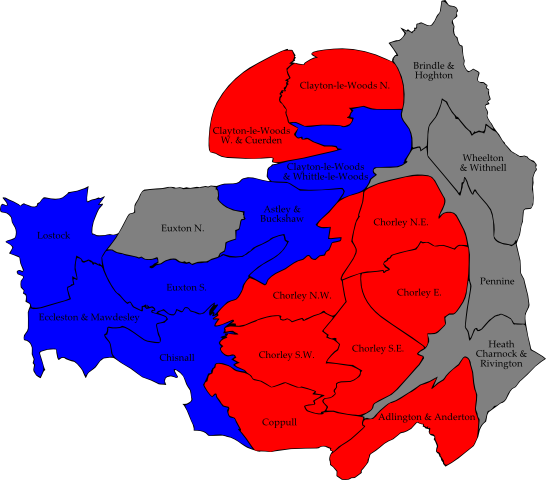 Brindle &
Hoghton
Clayton-le-Woods N.
Clayton-le-Woods
W. & Cuerden
Clayton-le-Woods
& Whittle-le-Woods
Wheelton
& Withnell
Astley &
Buckshaw
Lostock
Euxton N.
Chorley N.E.
Euxton S.
Chorley N.W.
Chorley E.
Pennine
Eccleston & Mawdesley
Chisnall
Chorley S.W.
Chorley S.E.
Heath
Charnock &
Rivington
Coppull
Adlington & Anderton